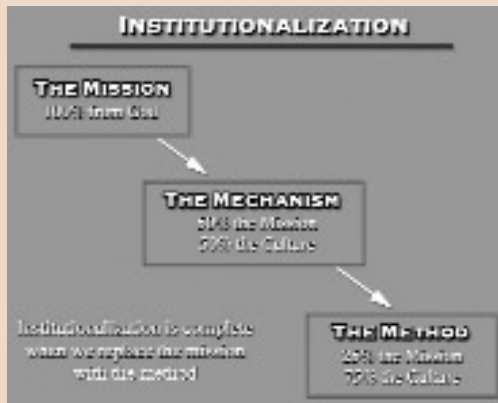 INSTITUTIONALIZATION
THE MISSION
100% from God
THE MECHANISM
50% the Mission
50% the Culture
THE METHOD
25% the Mission
75% the Culture
Institutionalization is complete
when we replace the mission
with the method